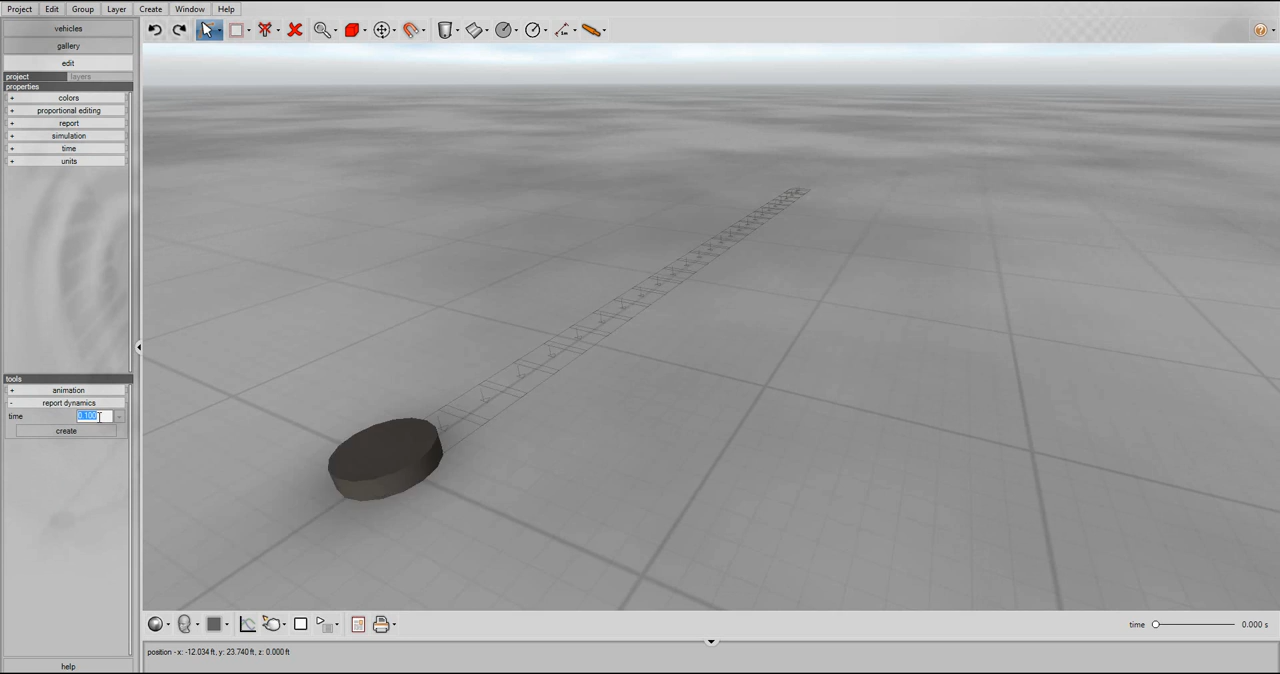 Project Edit Group Layer Create Window Help
vehicles
gallery
edit
project layers
properties
+ colors
+ proportional editing
+ report
+ simulation
+ time
+ units
tools
+ animation
- report dynamics
time 0.100
create
time 0.000 s
help
position - x: -12.034 ft, y: 23.740 ft, z: 0.000 ft